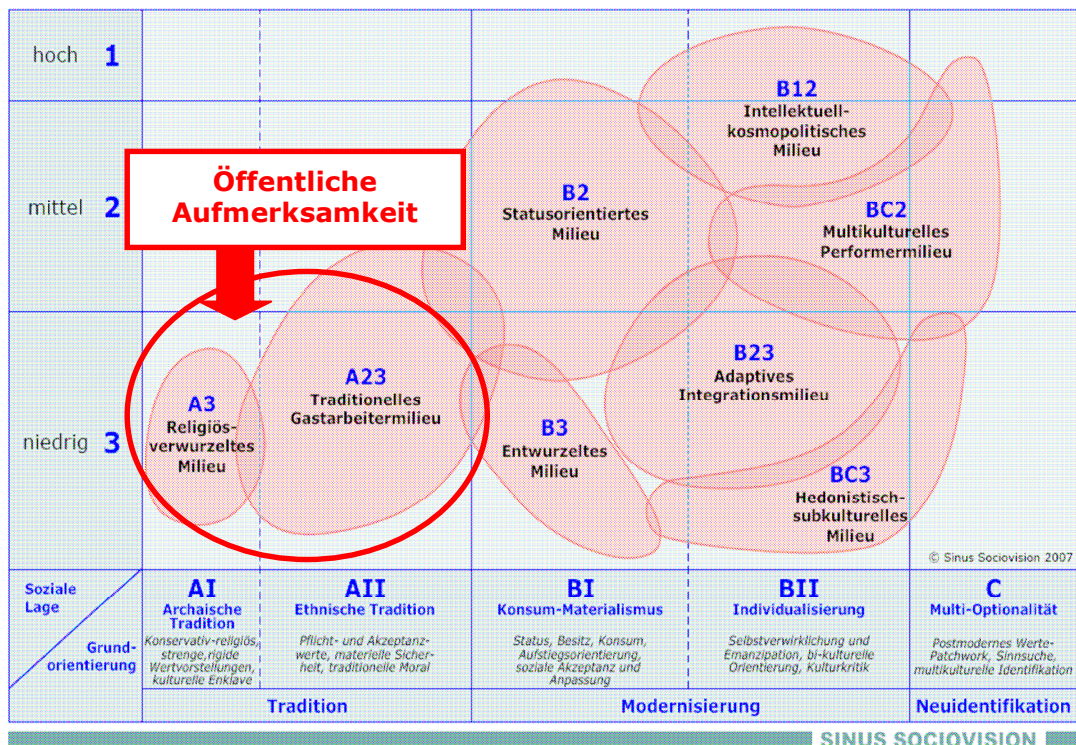 hoch 1
mittel 2
niedrig 3
Öffentliche
Aufmerksamkeit
B12
Intellektuell-
kosmopolitisches
Milieu
B2
Statusorientiertes
Milieu
BC2
Multikulturelles
Performermilieu
A3
Religiös-
verwurzeltes
Milieu
A23
Traditionelles
Gastarbeitermilieu
B3
Entwurzeltes
Milieu
B23
Adaptives
Integrationsmilieu
BC3
Hedonistisch-
subkulturelles
Milieu
© Sinus Sociovision 2007
Soziale
Lage
Grund-
orientierung
AI
Archaische
Tradition
Konservativ-religiös,
strenge,rigide
Wertvorstellungen,
kulturelle Enklave
AII
Ethnische Tradition
Pflicht- und Akzeptanz-
werte, materielle Sicher-
heit, traditionelle Moral
BI
Konsum-Materialismus
Status, Besitz, Konsum,
Aufstiegsorientierung,
soziale Akzeptanz und
Anpassung
BII
Individualisierung
Selbstverwirklichung und
Emanzipation, bi-kulturelle
Orientierung, Kulturkritik
C
Multi-Optionalität
Postmodernes Werte-
Patchwork, Sinnsuche,
multikulturelle Identifikation
Tradition
Modernisierung
Neuidentifikation
SINUS SOCIOVISION